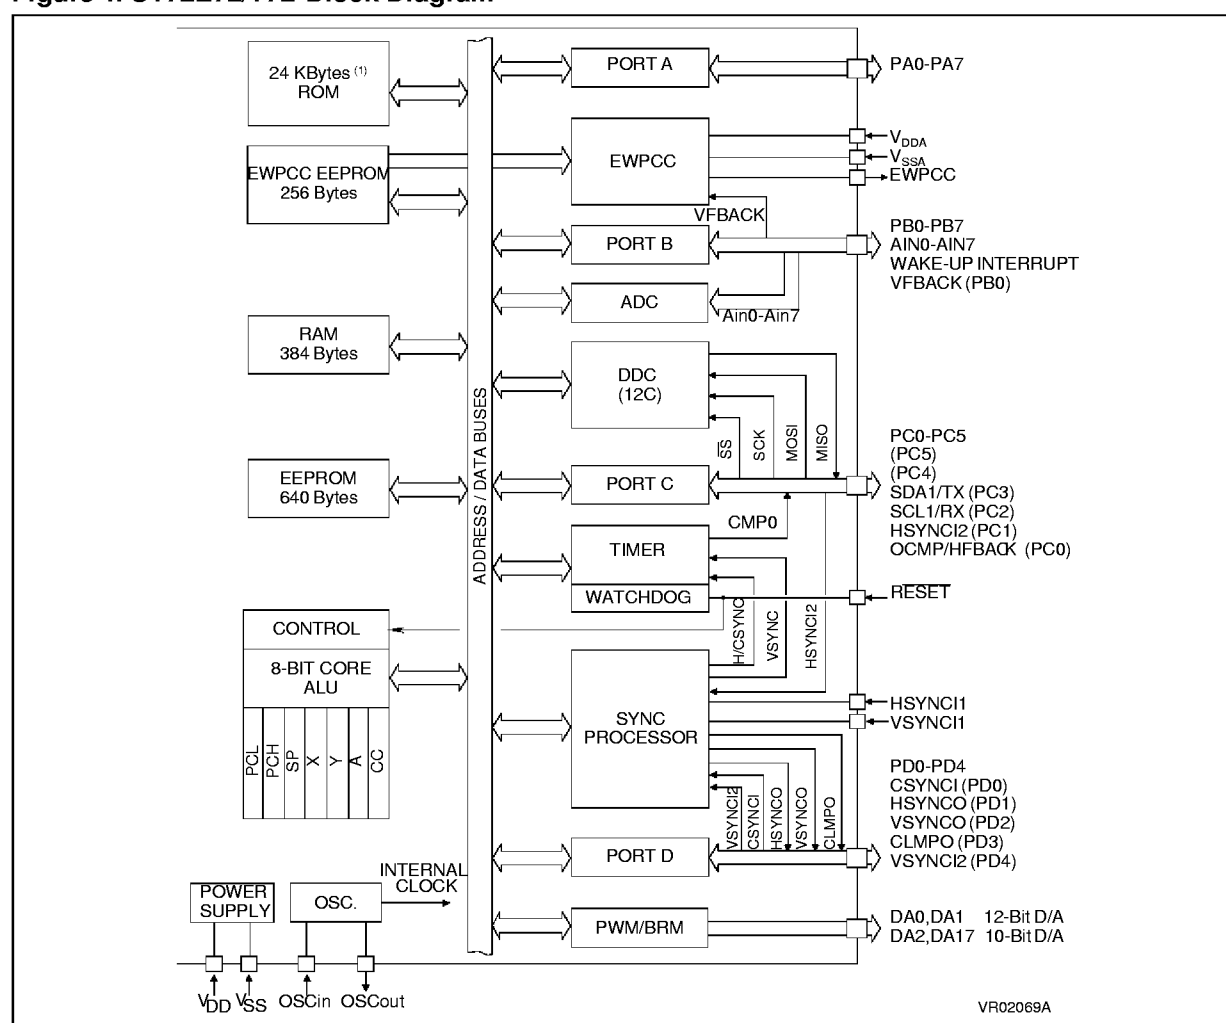 24 KBytes (1)
ROM
EWPCC EEPROM
256 Bytes
RAM
384 Bytes
EEPROM
640 Bytes
CONTROL
8-BIT CORE
ALU
PCL
PCH
SP
X
Y
A
CC
POWER
SUPPLY
OSC.
INTERNAL
CLOCK
VDD
VSS
OSCin
OSCout
ADDRESS / DATA BUSES
PORT A
EWPCC
VFBACK
PORT B
ADC
Ain0-Ain7
DDC
(12C)
SS
SCK
MOSI
MISO
PORT C
CMP0
TIMER
WATCHDOG
H/CSYNC
VSYNC
HSYNCI2
SYNC
PROCESSOR
VSYNCI2
CSYNCI
HSYNCO
VSYNCO
CLMPO
PORT D
PWM/BRM
PA0-PA7
VDDA
VSSA
EWPCC
PB0-PB7
AIN0-AIN7
WAKE-UP INTERRUPT
VFBACK (PB0)
PC0-PC5
(PC5)
(PC4)
SDA1/TX (PC3)
SCL1/RX (PC2)
HSYNCI2 (PC1)
OCMP/HFBACK (PC0)
RESET
HSYNCI1
VSYNCI1
PD0-PD4
CSYNCI (PD0)
HSYNCO (PD1)
VSYNCO (PD2)
CLMPO (PD3)
VSYNCI2 (PD4)
DA0,DA1 12-Bit D/A
DA2,DA17 10-Bit D/A
VR02069A